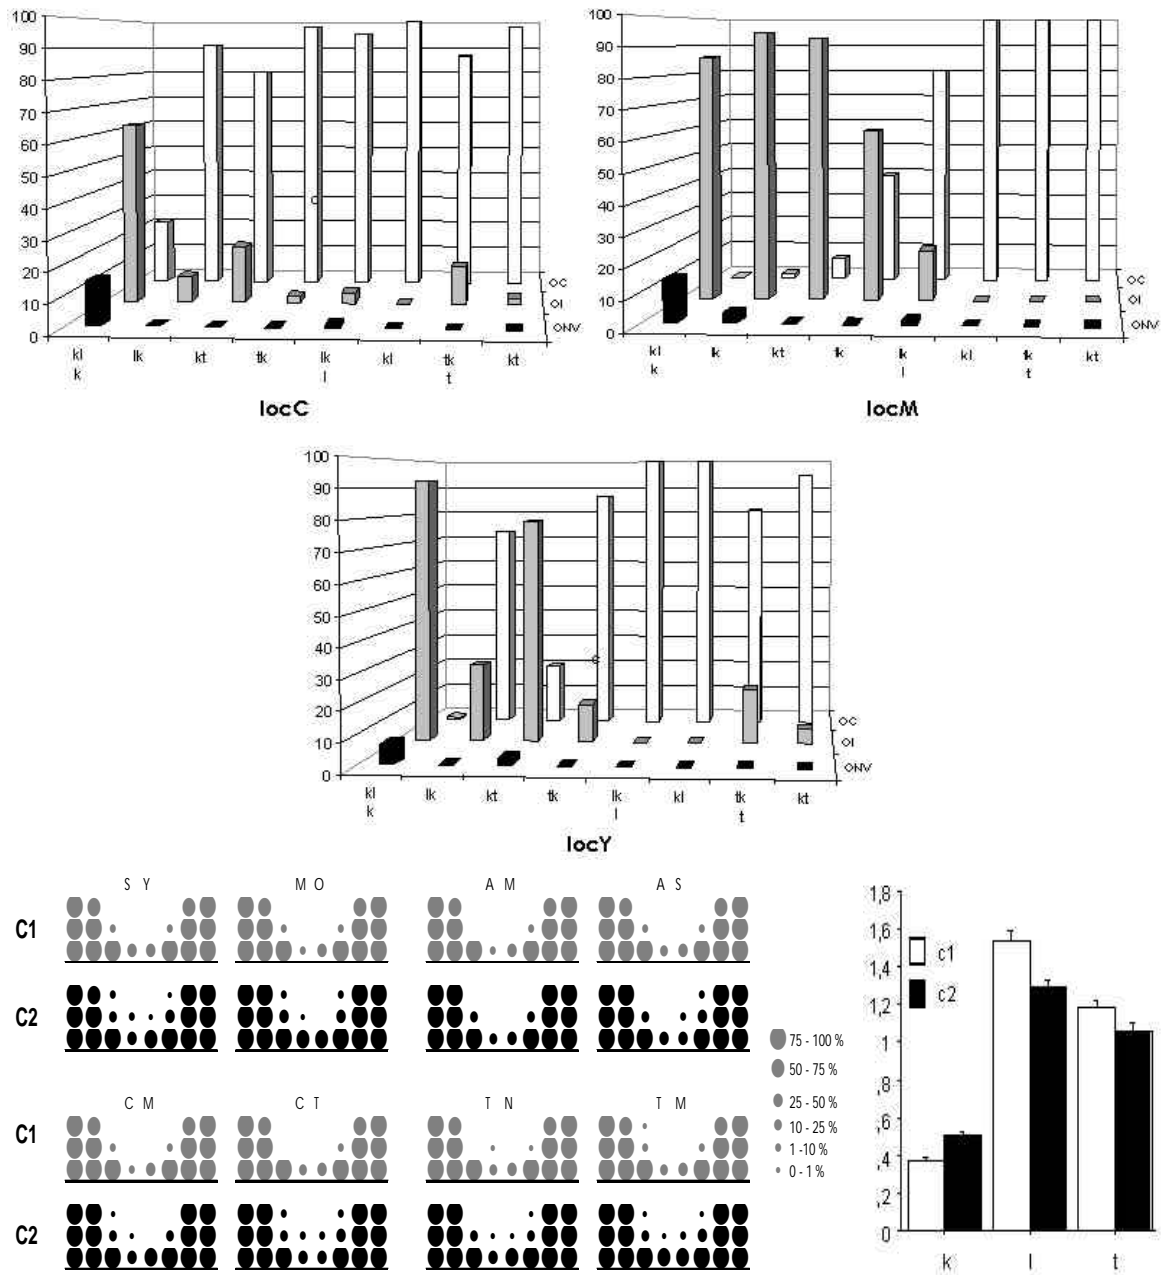 100
90
80
70
60
50
40
30
20
10
0
OC
OI
ONV
kl lk kt tk lk kl tk kt
k l t
locC
100
90
80
70
60
50
40
30
20
10
0
OC
OI
ONV
kl lk kt tk lk kl tk kt
k l t
locM
100
90
80
70
60
50
40
30
20
10
0
OC
OI
ONV
kl lk kt tk lk kl tk kt
k l t
locY
S Y M O A M A S
C1
C2
C M C T T N T M
C1
C2
75 - 100 %
50 - 75 %
25 - 50 %
10 - 25 %
1 -10 %
0 - 1 %
1,8
1,6
1,4
1,2
1
,8
,6
,4
,2
0
c1
c2
k l t